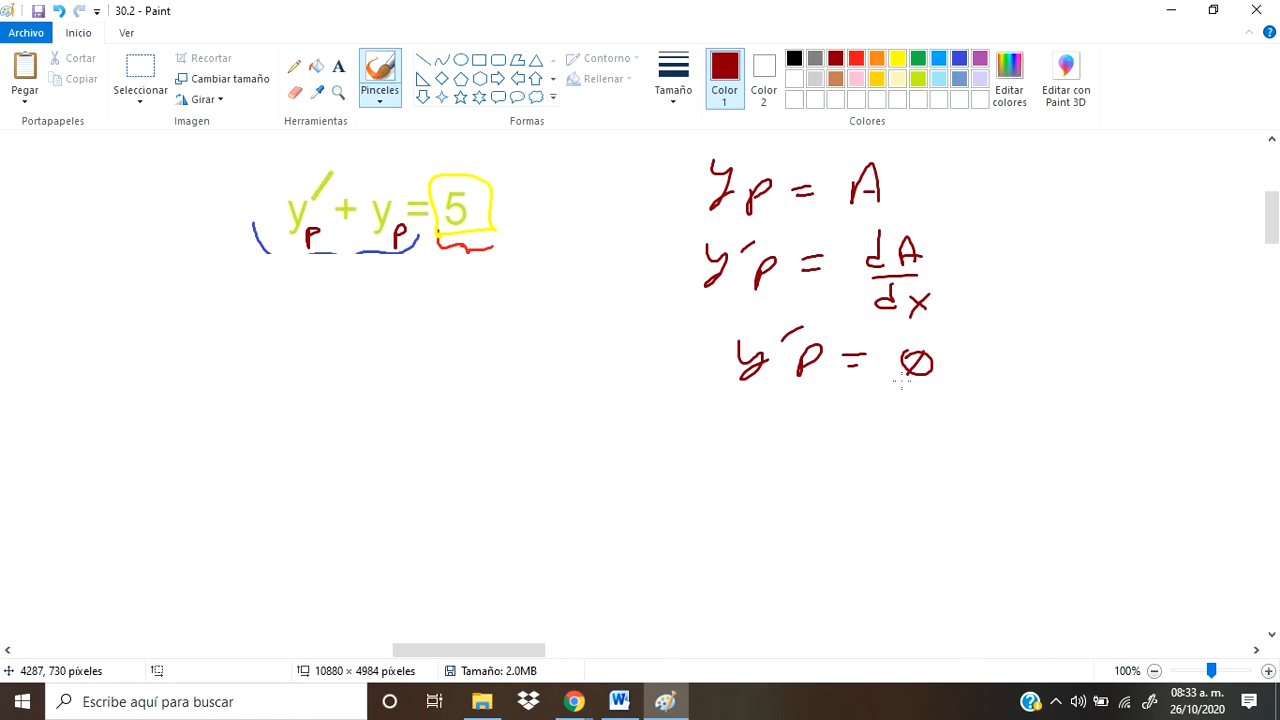 30.2 - Paint
Archivo Inicio Ver
Pegar
Cortar
Copiar
Portapapeles
Seleccionar
Recortar
Cambiar tamaño
Girar
Imagen
A
Herramientas
Pinceles
Contorno
Rellenar
Formas
Tamaño
Color 1
Color 2
Editar colores
Editar con Paint 3D
Colores
y′p + yp = 5
yp = A
y′p = dA/dx
y′p = Ø
4287, 730 píxeles
10880 × 4984 píxeles
Tamaño: 2.0MB
100%
Escribe aquí para buscar
08:33 a. m.
26/10/2020